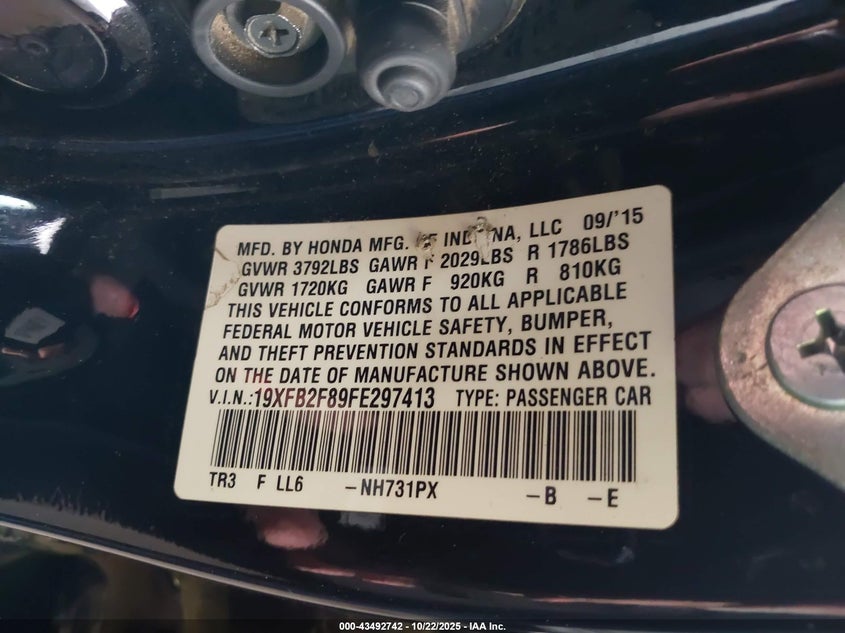 MFD. BY HONDA MFG. OF INDIANA, LLC 09/'15
GVWR 3792LBS GAWR F 2029LBS R 1786LBS
GVWR 1720KG GAWR F 920KG R 810KG
THIS VEHICLE CONFORMS TO ALL APPLICABLE
FEDERAL MOTOR VEHICLE SAFETY, BUMPER,
AND THEFT PREVENTION STANDARDS IN EFFECT
ON THE DATE OF MANUFACTURE SHOWN ABOVE.
V.I.N.:19XFB2F89FE297413 TYPE: PASSENGER CAR
TR3 F LL6 -NH731PX -B -E
000-43492742 - 10/22/2025 - IAA Inc.